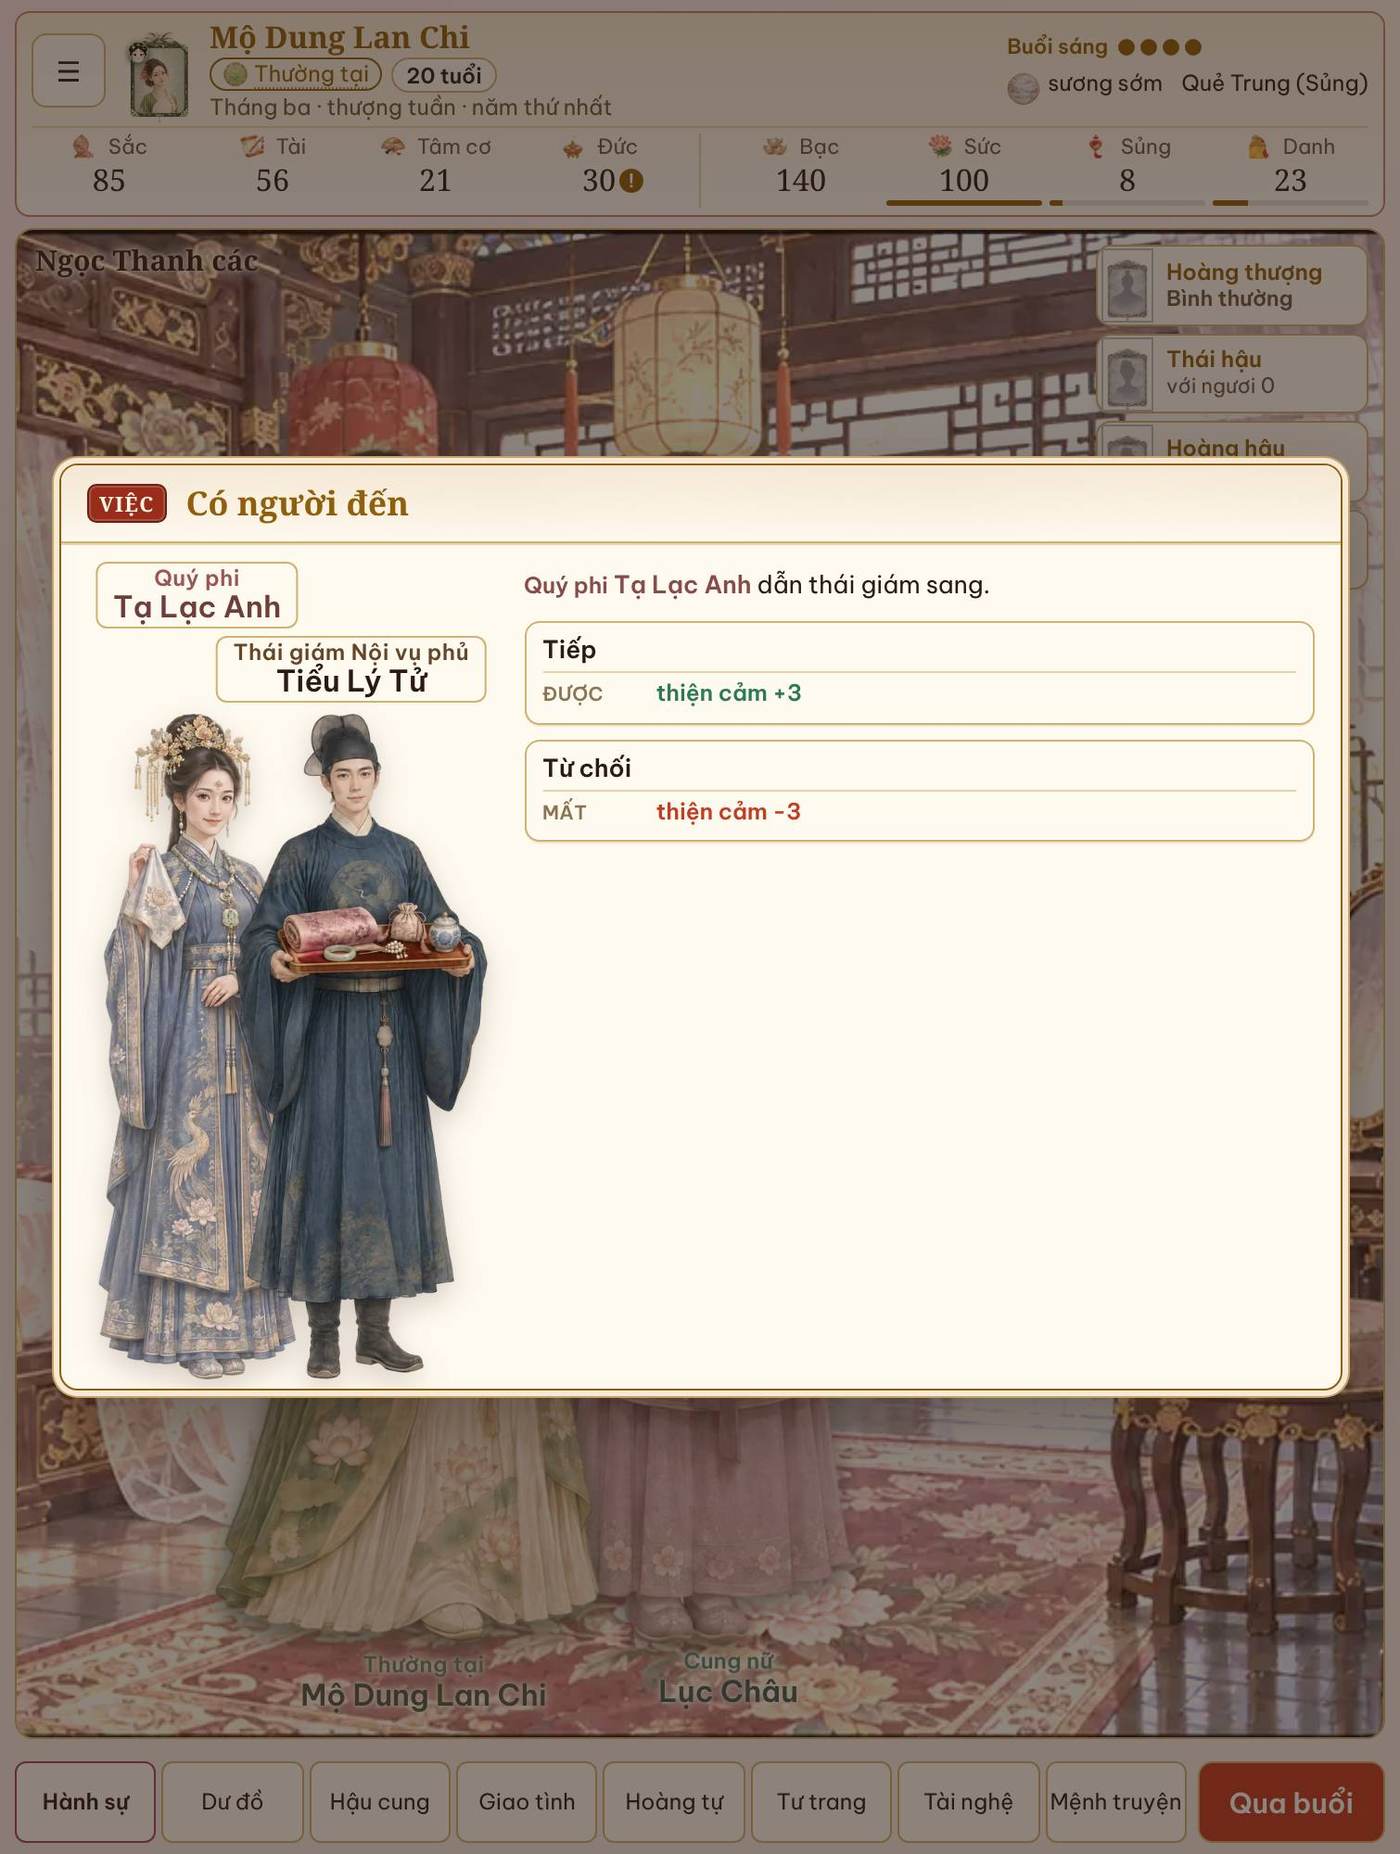 Mộ Dung Lan Chi
Thường tại
20 tuổi
Tháng ba · thượng tuần · năm thứ nhất
Buổi sáng
sương sớm Quẻ Trung (Sủng)
Sắc
85
Tài
56
Tâm cơ
21
Đức
30
Bạc
140
Sức
100
Sủng
8
Danh
23
Ngọc Thanh các
Hoàng thượng
Bình thường
Thái hậu
với ngươi 0
Hoàng hậu
VIỆC
Có người đến
Quý phi
Tạ Lạc Anh
Thái giám Nội vụ phủ
Tiểu Lý Tử
Quý phi Tạ Lạc Anh dẫn thái giám sang.
Tiếp
ĐƯỢC thiện cảm +3
Từ chối
MẤT thiện cảm -3
Thường tại
Mộ Dung Lan Chi
Cung nữ
Lục Châu
Hành sự
Dư đồ
Hậu cung
Giao tình
Hoàng tự
Tư trang
Tài nghệ
Mệnh truyện
Qua buổi